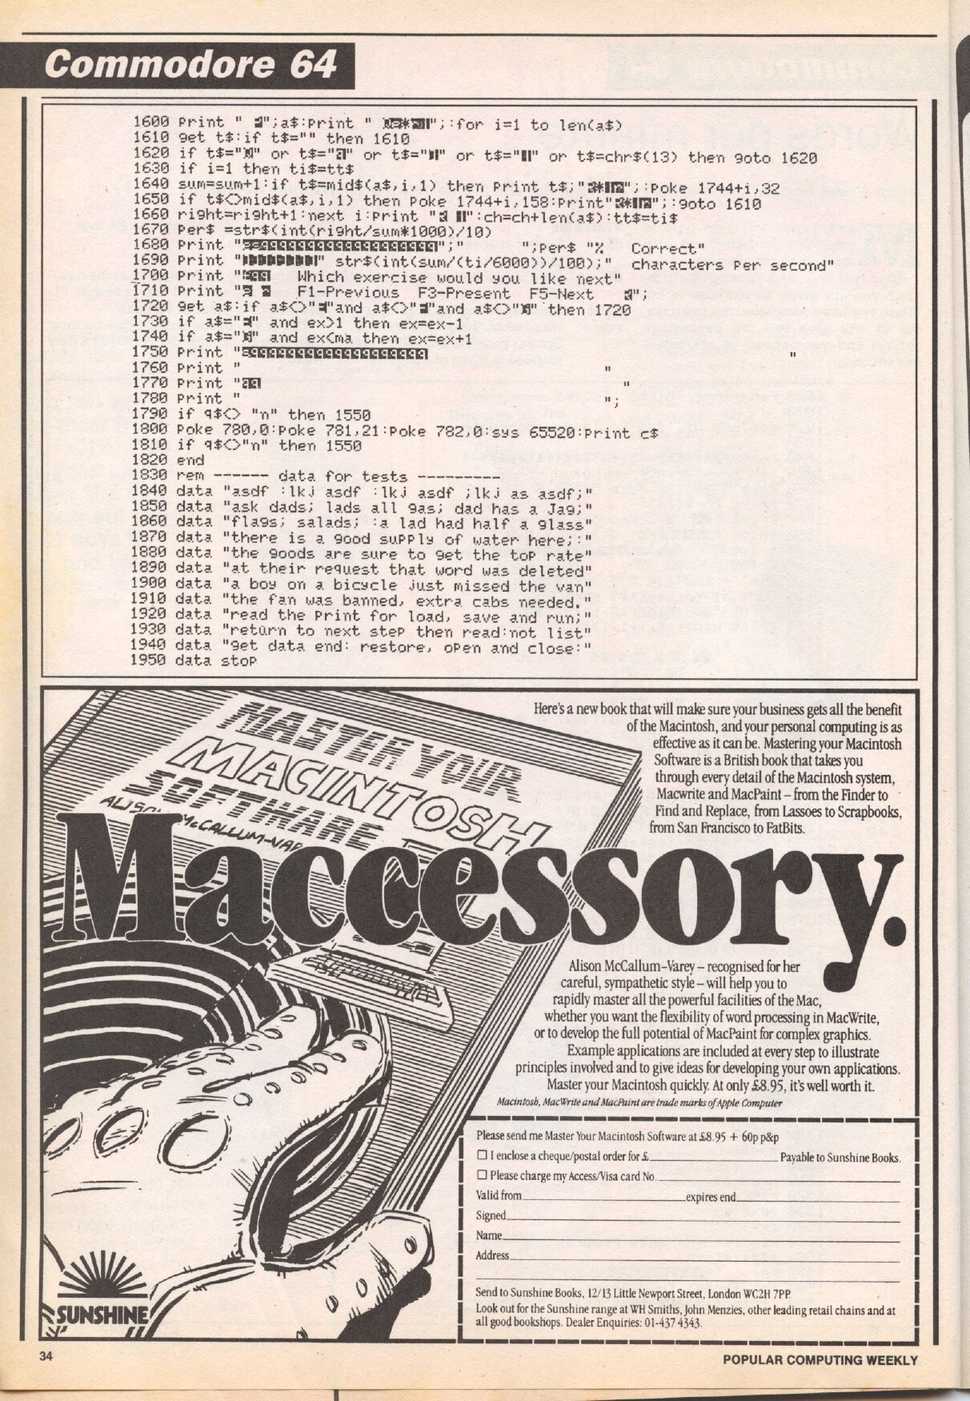 Commodore 64
1600 Print " ";a$:Print " ";:for i=1 to len(a$)
1610 get t$:if t$="" then 1610
1620 if t$="" or t$="" or t$="" or t$="" or t$=chr$(13) then goto 1620
1630 if i=1 then ti$=tt$
1640 sum=sum+1:if t$=mid$(a$,i,1) then Print t$;"";:Poke 1744+i,32
1650 if t$<>mid$(a$,i,1) then Poke 1744+i,158:Print"";:goto 1610
1660 right=right+1:next i:Print "":ch=ch+len(a$):tt$=ti$
1670 Per$ =str$(int(right/sum*1000)/10)
1680 Print "";" ";Per$ "% Correct"
1690 Print "" str$(int(sum/(ti/6000))/100);" characters Per second"
1700 Print " Which exercise would you like next"
1710 Print " F1-Previous F3-Present F5-Next ";
1720 get a$:if a$<>""and a$<>""and a$<>"" then 1720
1730 if a$="" and ex>1 then ex=ex-1
1740 if a$="" and ex<ma then ex=ex+1
1750 Print " "
1760 Print " "
1770 Print " "
1780 Print " ";
1790 if q$<> "n" then 1550
1800 Poke 780,0:Poke 781,21:Poke 782,0:sys 65520:Print c$
1810 if q$<>"n" then 1550
1820 end
1830 rem ------ data for tests ---------
1840 data "asdf :lkj asdf :lkj asdf ;lkj as asdf;"
1850 data "ask dads; lads all gas; dad has a Jag;"
1860 data "flags; salads; :a lad had half a glass"
1870 data "there is a good supply of water here;:"
1880 data "the goods are sure to get the top rate"
1890 data "at their request that word was deleted"
1900 data "a boy on a bicycle just missed the van"
1910 data "the fan was banned, extra cabs needed."
1920 data "read the Print for load, save and run;"
1930 data "return to next step then read:not list"
1940 data "get data end: restore, open and close:"
1950 data stop
MASTER YOUR
MACINTOSH
SOFTWARE
Here's a new book that will make sure your business gets all the benefit
of the Macintosh, and your personal computing is as
effective as it can be. Mastering your Macintosh
Software is a British book that takes you
through every detail of the Macintosh system,
Macwrite and MacPaint – from the Finder to
Find and Replace, from Lassoes to Scrapbooks,
from San Francisco to FatBits.
Maccessory.
Alison McCallum-Varey – recognised for her
careful, sympathetic style – will help you to
rapidly master all the powerful facilities of the Mac,
whether you want the flexibility of word processing in MacWrite,
or to develop the full potential of MacPaint for complex graphics.
Example applications are included at every step to illustrate
principles involved and to give ideas for developing your own applications.
Master your Macintosh quickly. At only £8.95, it's well worth it.
Macintosh, MacWrite and MacPaint are trade marks of Apple Computer
Please send me Master Your Macintosh Software at £8.95 + 60p p&p
I enclose a cheque/postal order for £ Payable to Sunshine Books.
Please charge my Access/Visa card No.
Valid from expires end
Signed
Name
Address
Send to Sunshine Books, 12/13 Little Newport Street, London WC2H 7PP.
Look out for the Sunshine range at WH Smiths, John Menzies, other leading retail chains and at
all good bookshops. Dealer Enquiries: 01-437 4343.
SUNSHINE
34
POPULAR COMPUTING WEEKLY